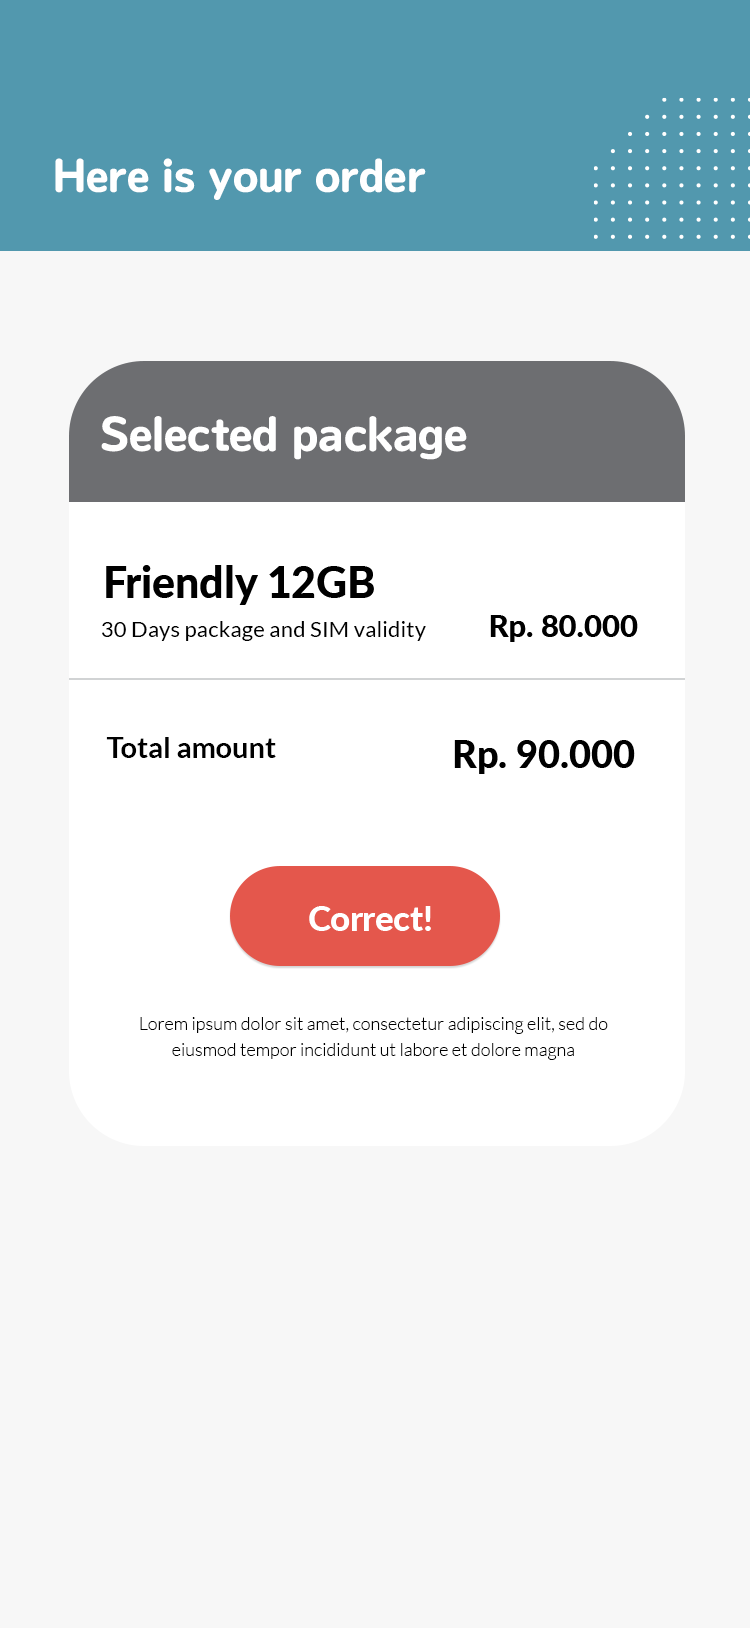 Here is your order
Selected package
Friendly 12GB
30 Days package and SIM validity
Rp. 80.000
Total amount
Rp. 90.000
Correct!
Lorem ipsum dolor sit amet, consectetur adipiscing elit, sed do
eiusmod tempor incididunt ut labore et dolore magna